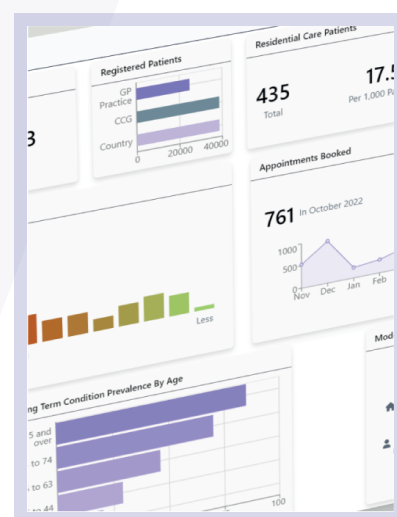 Registered Patients
GP
Practice
CCG
Country
0 20000 40000
3
Residential Care Patients
435
Total
17.5
Per 1,000
Appointments Booked
761 In October 2022
1000
500
0
Nov Dec Jan Feb
Less
ng Term Condition Prevalence By Age
5 and
over
to 74
to 63
to 44
100
Mod